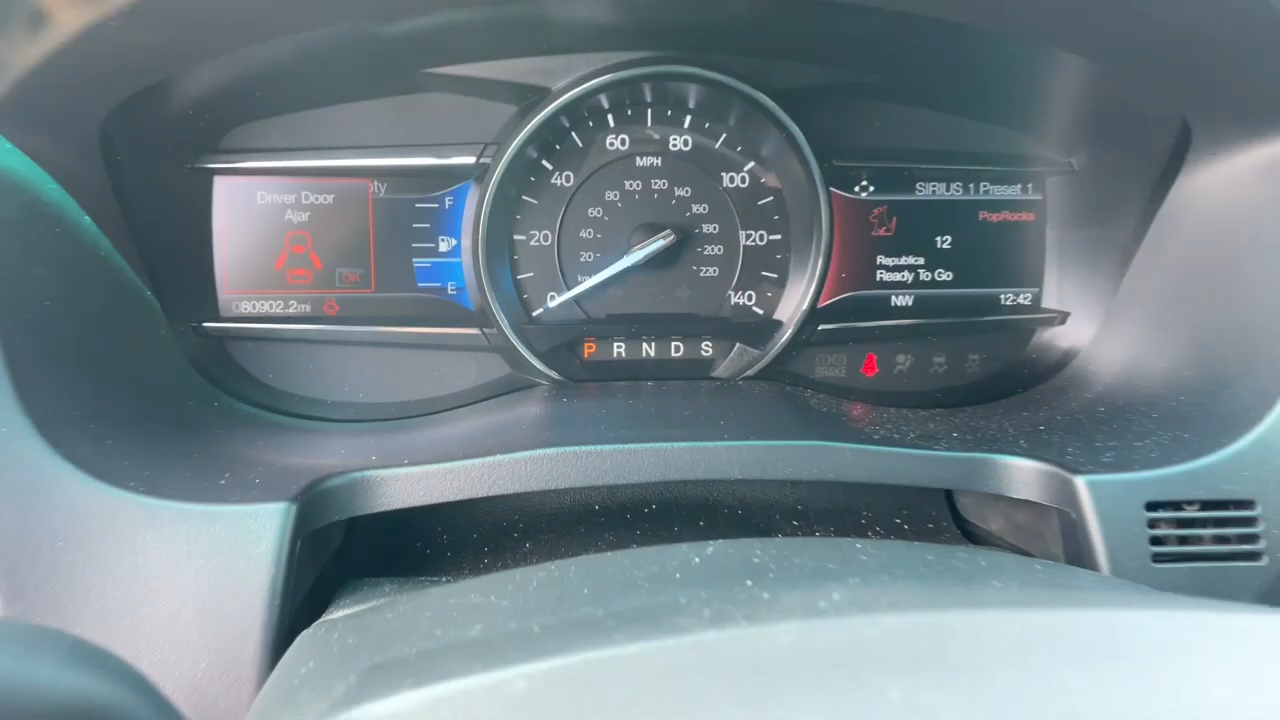 Driver Door
Ajar
OK
pty
080902.2mi
F
E
0
20
40
60
80
100
120
140
MPH
20
40
60
80
100
120
140
160
180
200
220
P R N D S
SIRIUS 1 Preset 1
PopRocks
12
Republica
Ready To Go
NW
12:42
BRAKE